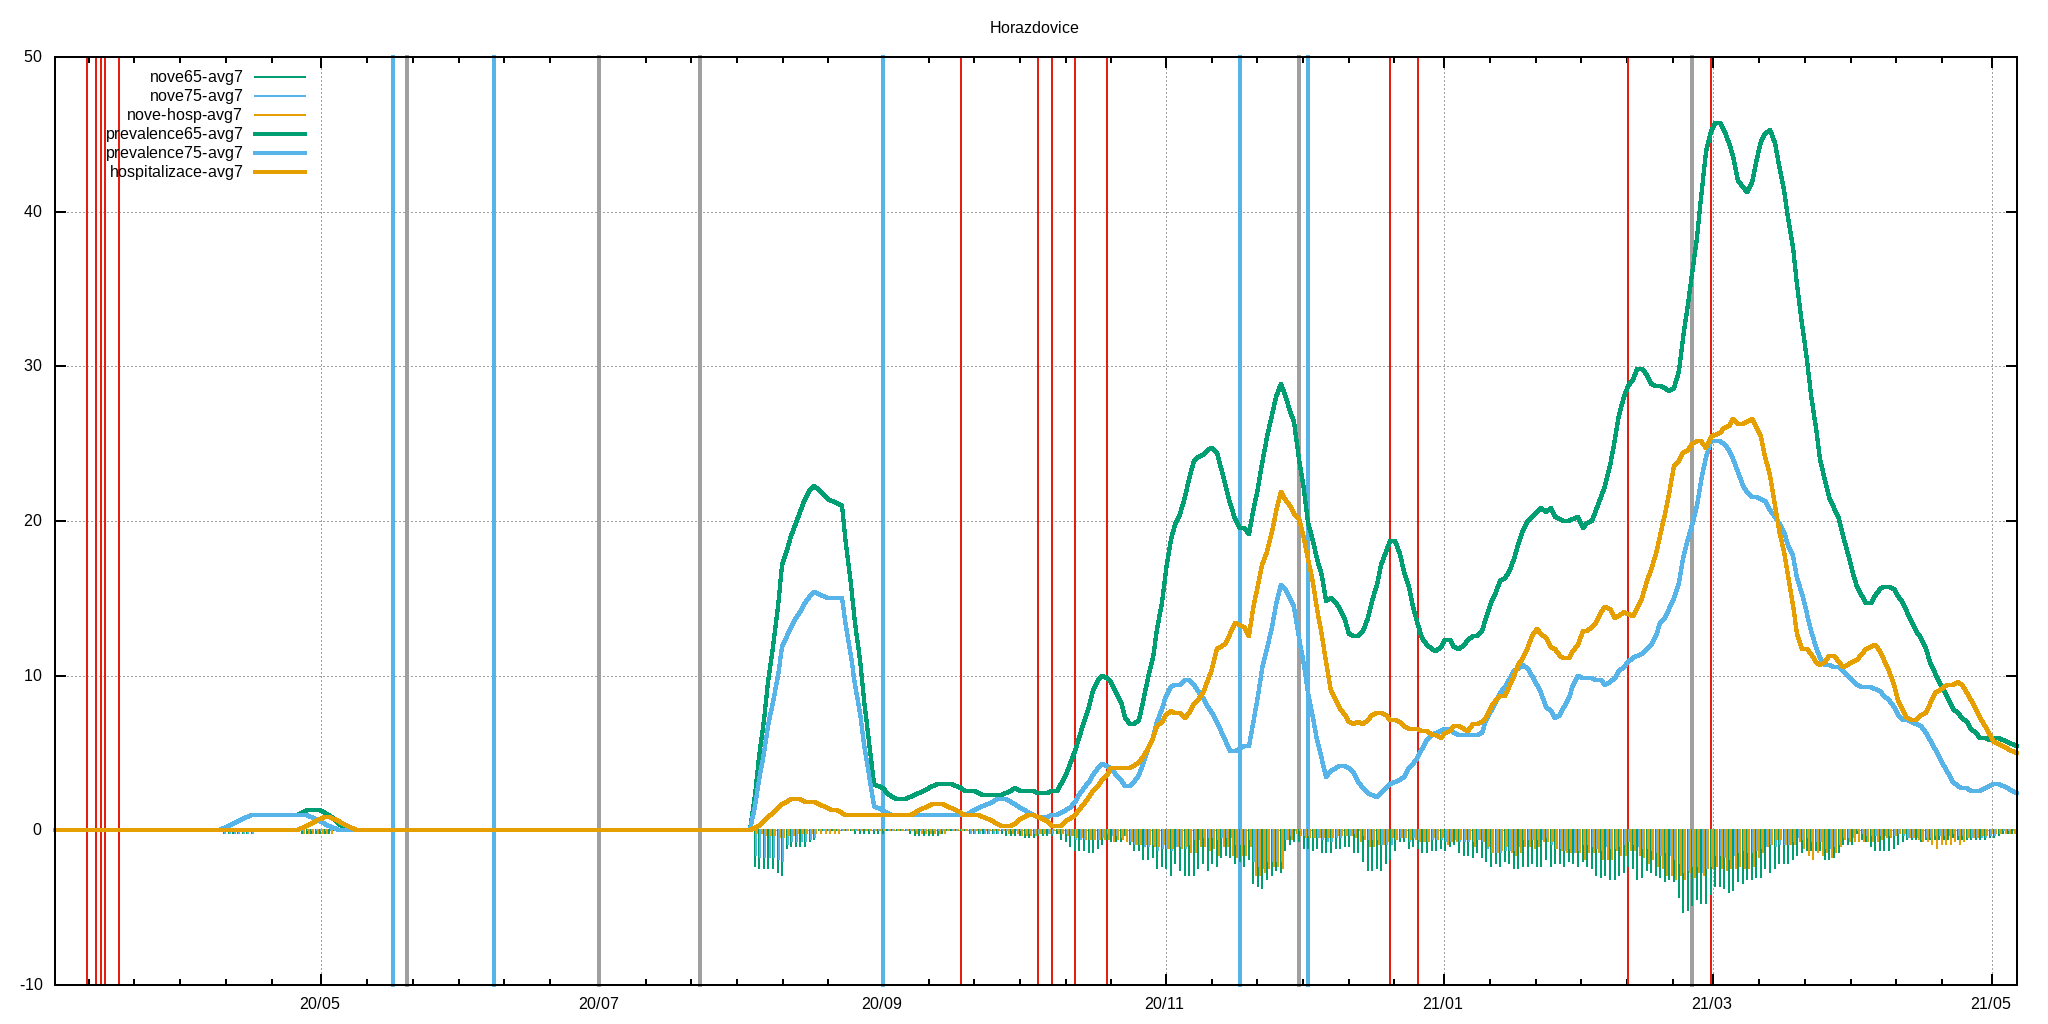 Horazdovice
50
nove65-avg7
nove75-avg7
nove-hosp-avg7
prevalence65-avg7
prevalence75-avg7
hospitalizace-avg7
40
30
20
10
0
-10
20/05 20/07 20/09 20/11 21/01 21/03 21/05